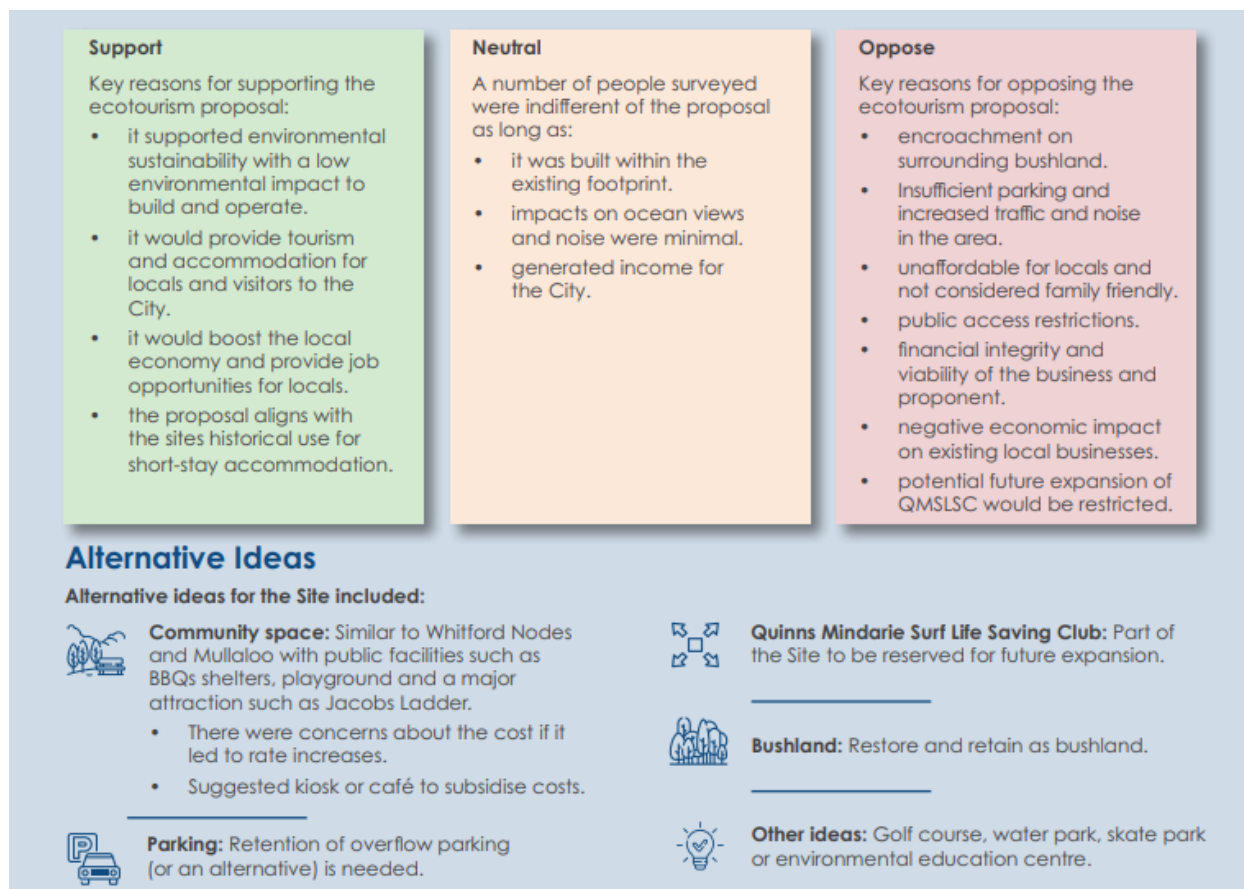 Support
Key reasons for supporting the
ecotourism proposal:
• it supported environmental
sustainability with a low
environmental impact to
build and operate.
• it would provide tourism
and accommodation for
locals and visitors to the
City.
• it would boost the local
economy and provide job
opportunities for locals.
• the proposal aligns with
the sites historical use for
short-stay accommodation.
Neutral
A number of people surveyed
were indifferent of the proposal
as long as:
• it was built within the
existing footprint.
• impacts on ocean views
and noise were minimal.
• generated income for
the City.
Oppose
Key reasons for opposing the
ecotourism proposal:
• encroachment on
surrounding bushland.
• Insufficient parking and
increased traffic and noise
in the area.
• unaffordable for locals and
not considered family friendly.
• public access restrictions.
• financial integrity and
viability of the business and
proponent.
• negative economic impact
on existing local businesses.
• potential future expansion of
QMSLSC would be restricted.
Alternative Ideas
Alternative ideas for the Site included:
Community space: Similar to Whitford Nodes
and Mullaloo with public facilities such as
BBQs shelters, playground and a major
attraction such as Jacobs Ladder.
• There were concerns about the cost if it
led to rate increases.
• Suggested kiosk or café to subsidise costs.
P
Parking: Retention of overflow parking
(or an alternative) is needed.
Quinns Mindarie Surf Life Saving Club: Part of
the Site to be reserved for future expansion.
Bushland: Restore and retain as bushland.
Other ideas: Golf course, water park, skate park
or environmental education centre.